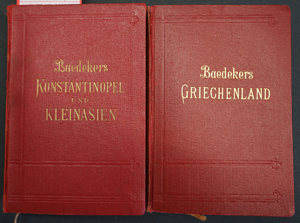 Baedekers
KONSTANTINOPEL
UND
KLEINASIEN
Baedekers
GRIECHENLAND